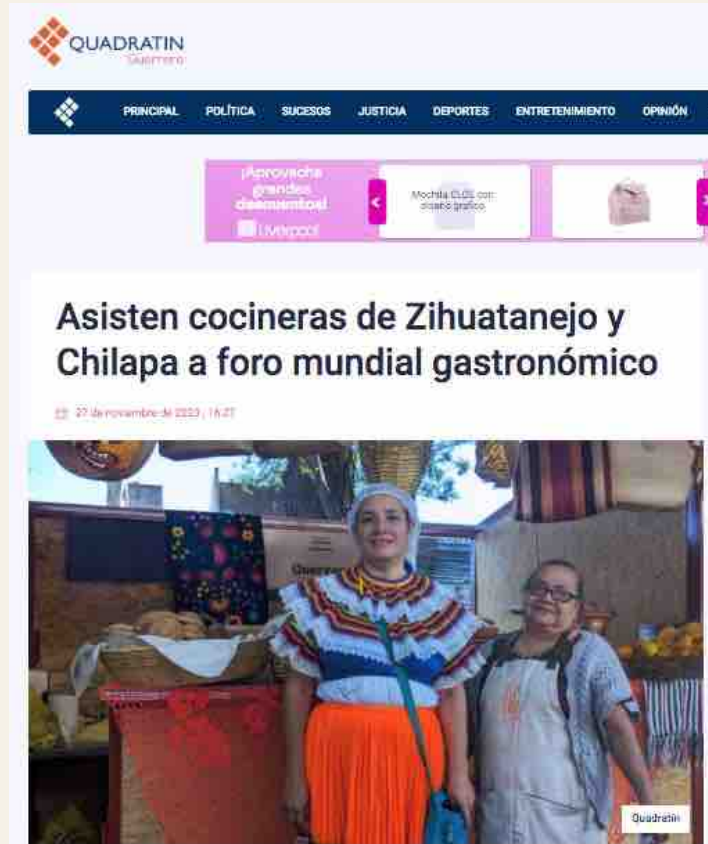 QUADRATIN
Guerrero
PRINCIPAL POLÍTICA SUCESOS JUSTICIA DEPORTES ENTRETENIMIENTO OPINIÓN
¡Aprovecha
grandes
descuentos!
Liverpool
Mochila CLOE con
diseño gráfico
Asisten cocineras de Zihuatanejo y
Chilapa a foro mundial gastronómico
27 de noviembre de 2023, 16:27
Quadratín